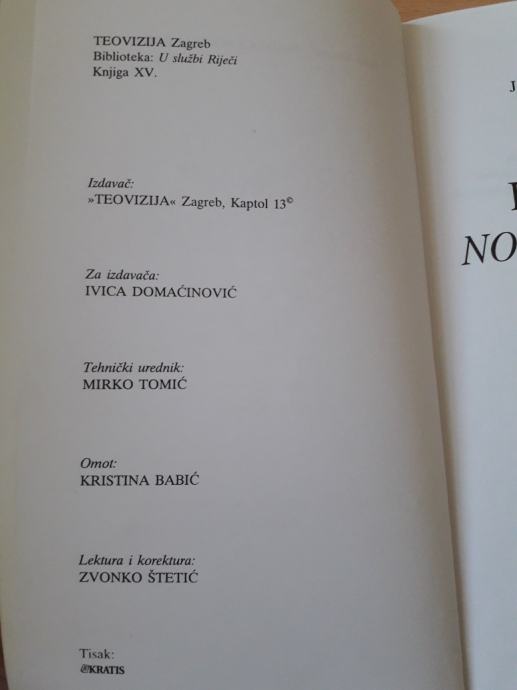 TEOVIZIJA Zagreb
Biblioteka: U službi Riječi
Knjiga XV.
Izdavač:
»TEOVIZIJA« Zagreb, Kaptol 13©
Za izdavača:
IVICA DOMAĆINOVIĆ
Tehnički urednik:
MIRKO TOMIĆ
Omot:
KRISTINA BABIĆ
Lektura i korektura:
ZVONKO ŠTETIĆ
Tisak:
KRATIS
J
NO